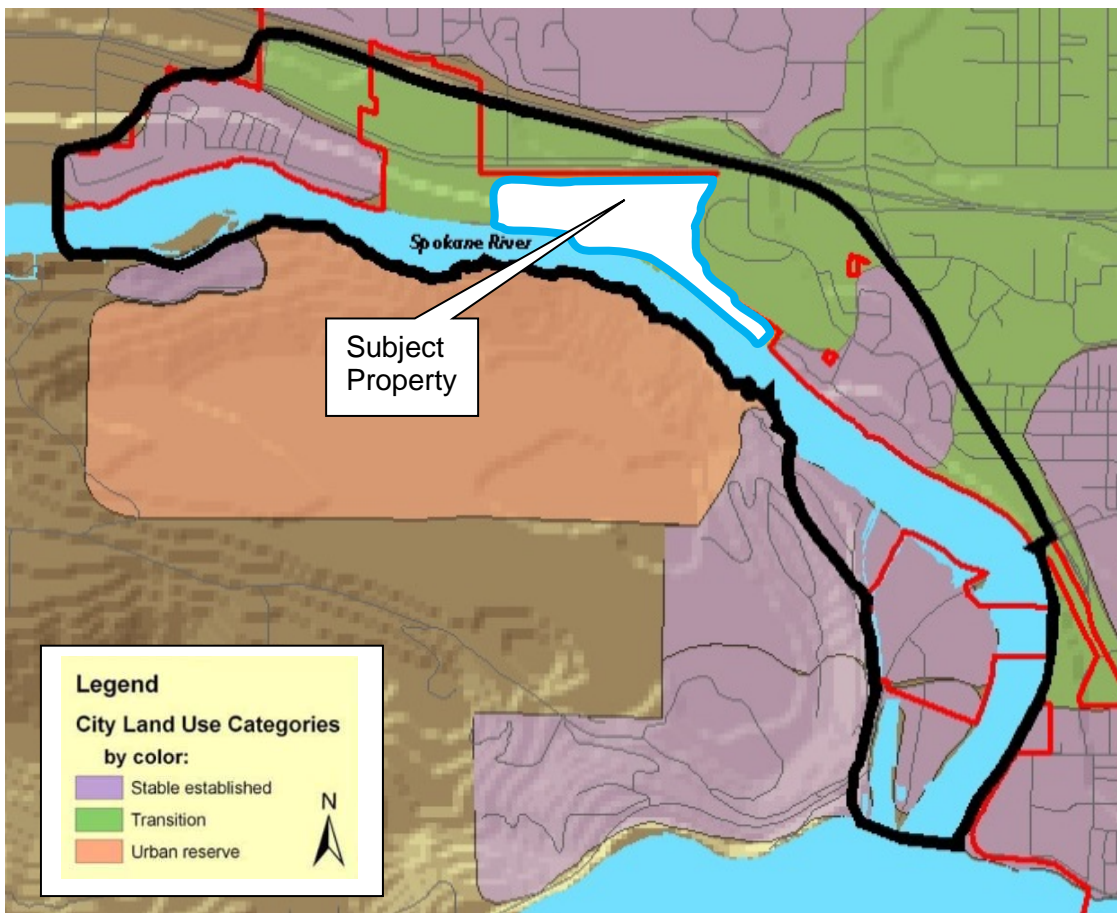 Spokane River
Subject
Property
Legend
City Land Use Categories
by color:
Stable established
Transition
Urban reserve
N